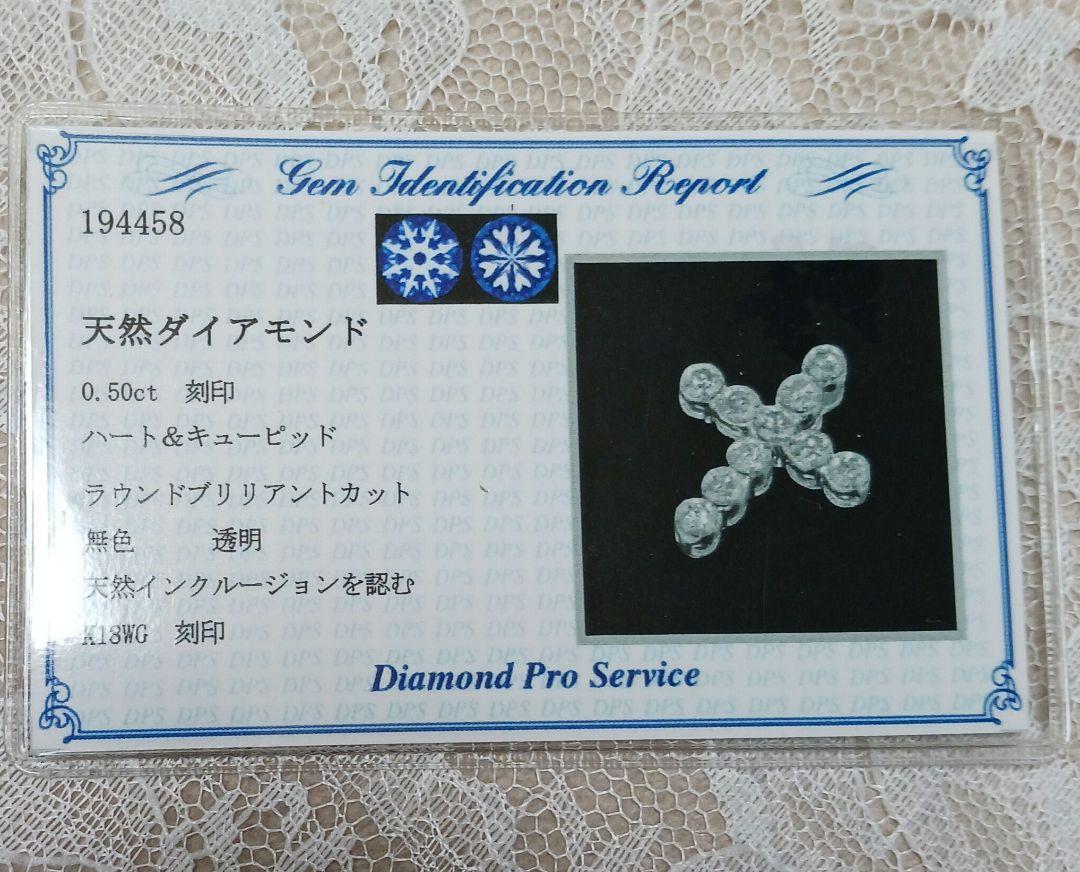 Gem Identification Report
194458
天然ダイアモンド
0.50ct 刻印
ハート&キューピッド
ラウンドブリリアントカット
無色 透明
天然インクルージョンを認む
K18WG 刻印
Diamond Pro Service